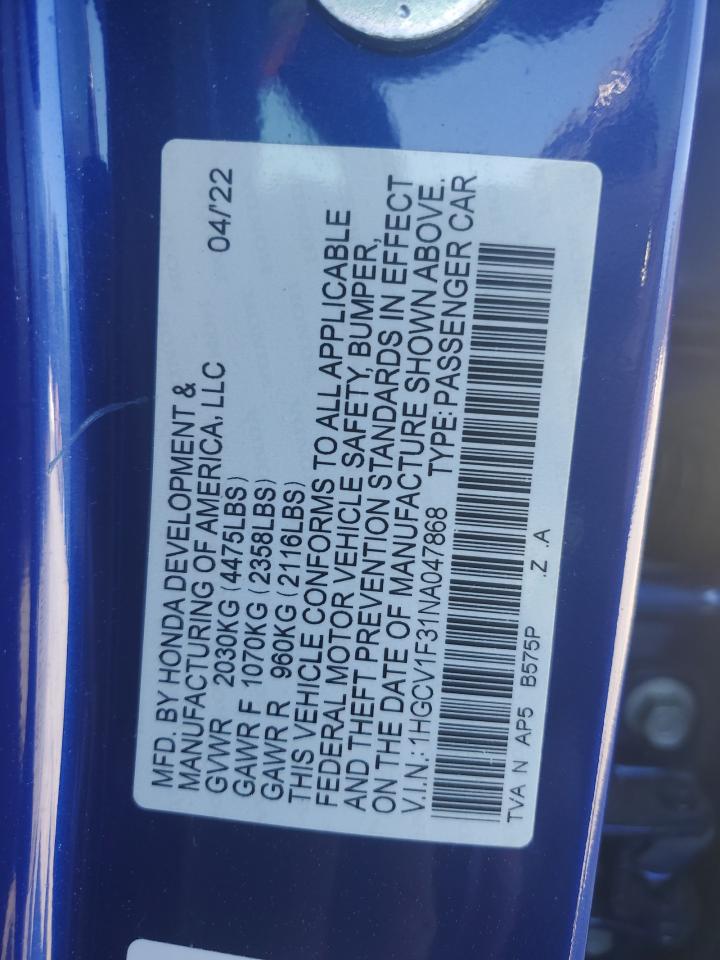 MFD. BY HONDA DEVELOPMENT &
MANUFACTURING OF AMERICA, LLC 04/'22
GVWR 2030KG (4475LBS)
GAWR F 1070KG (2358LBS)
GAWR R 960KG (2116LBS)
THIS VEHICLE CONFORMS TO ALL APPLICABLE
FEDERAL MOTOR VEHICLE SAFETY, BUMPER,
AND THEFT PREVENTION STANDARDS IN EFFECT
ON THE DATE OF MANUFACTURE SHOWN ABOVE.
V.I.N.: 1HGCV1F31NA047868 TYPE: PASSENGER CAR
TVA N AP5 B575P .Z .A